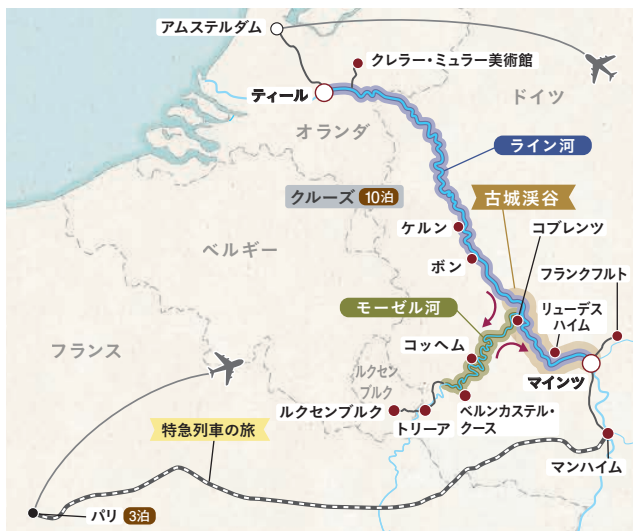 アムステルダム
クレラー・ミュラー美術館
ティール
ドイツ
オランダ
ライン河
クルーズ 10泊
古城渓谷
ケルン
コブレンツ
ベルギー
ボン
フランクフルト
モーゼル河
リューデス
ハイム
フランス
コッヘム
ルクセン
ブルク
マインツ
ルクセンブルク
トリーア
ベルンカステル・
クース
特急列車の旅
マンハイム
パリ 3泊